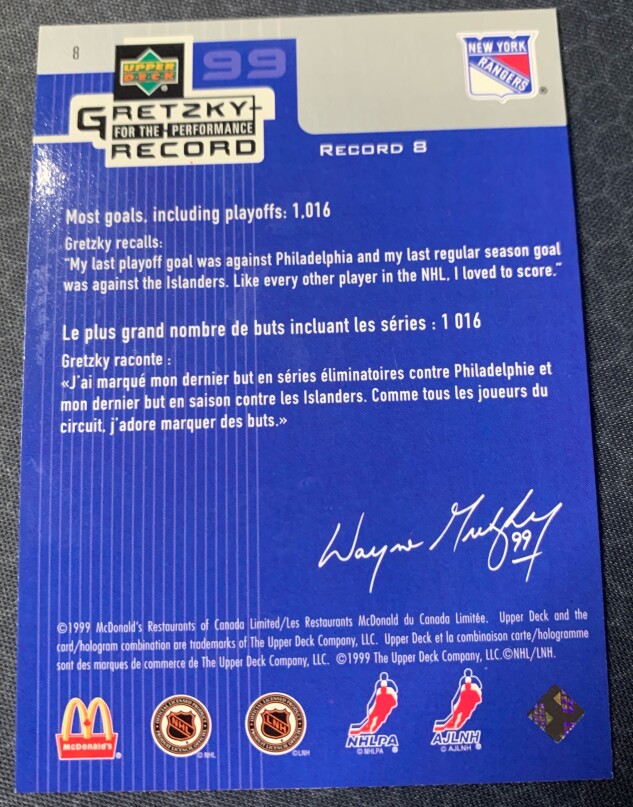 8
UPPER
DECK
99
NEW YORK
RANGERS
GRETZKY
FOR THE PERFORMANCE
RECORD
RECORD 8
Most goals, including playoffs: 1,016
Gretzky recalls:
"My last playoff goal was against Philadelphia and my last regular season goal
was against the Islanders. Like every other player in the NHL, I loved to score."
Le plus grand nombre de buts incluant les séries : 1 016
Gretzky raconte :
«J'ai marqué mon dernier but en séries éliminatoires contre Philadelphie et
mon dernier but en saison contre les Islanders. Comme tous les joueurs du
circuit, j'adore marquer des buts.»
Wayne Gretzky
99
©1999 McDonald's Restaurants of Canada Limited/Les Restaurants McDonald du Canada Limitée. Upper Deck and the
card/hologram combination are trademarks of The Upper Deck Company, LLC. Upper Deck et la combinaison carte/hologramme
sont des marques de commerce de The Upper Deck Company, LLC. ©1999 The Upper Deck Company, LLC.©NHL/LNH.
McDonald's
NHL
© NHL
LNH
©LNH
NHLPA
© NHLPA
AJLNH
© AJLNH